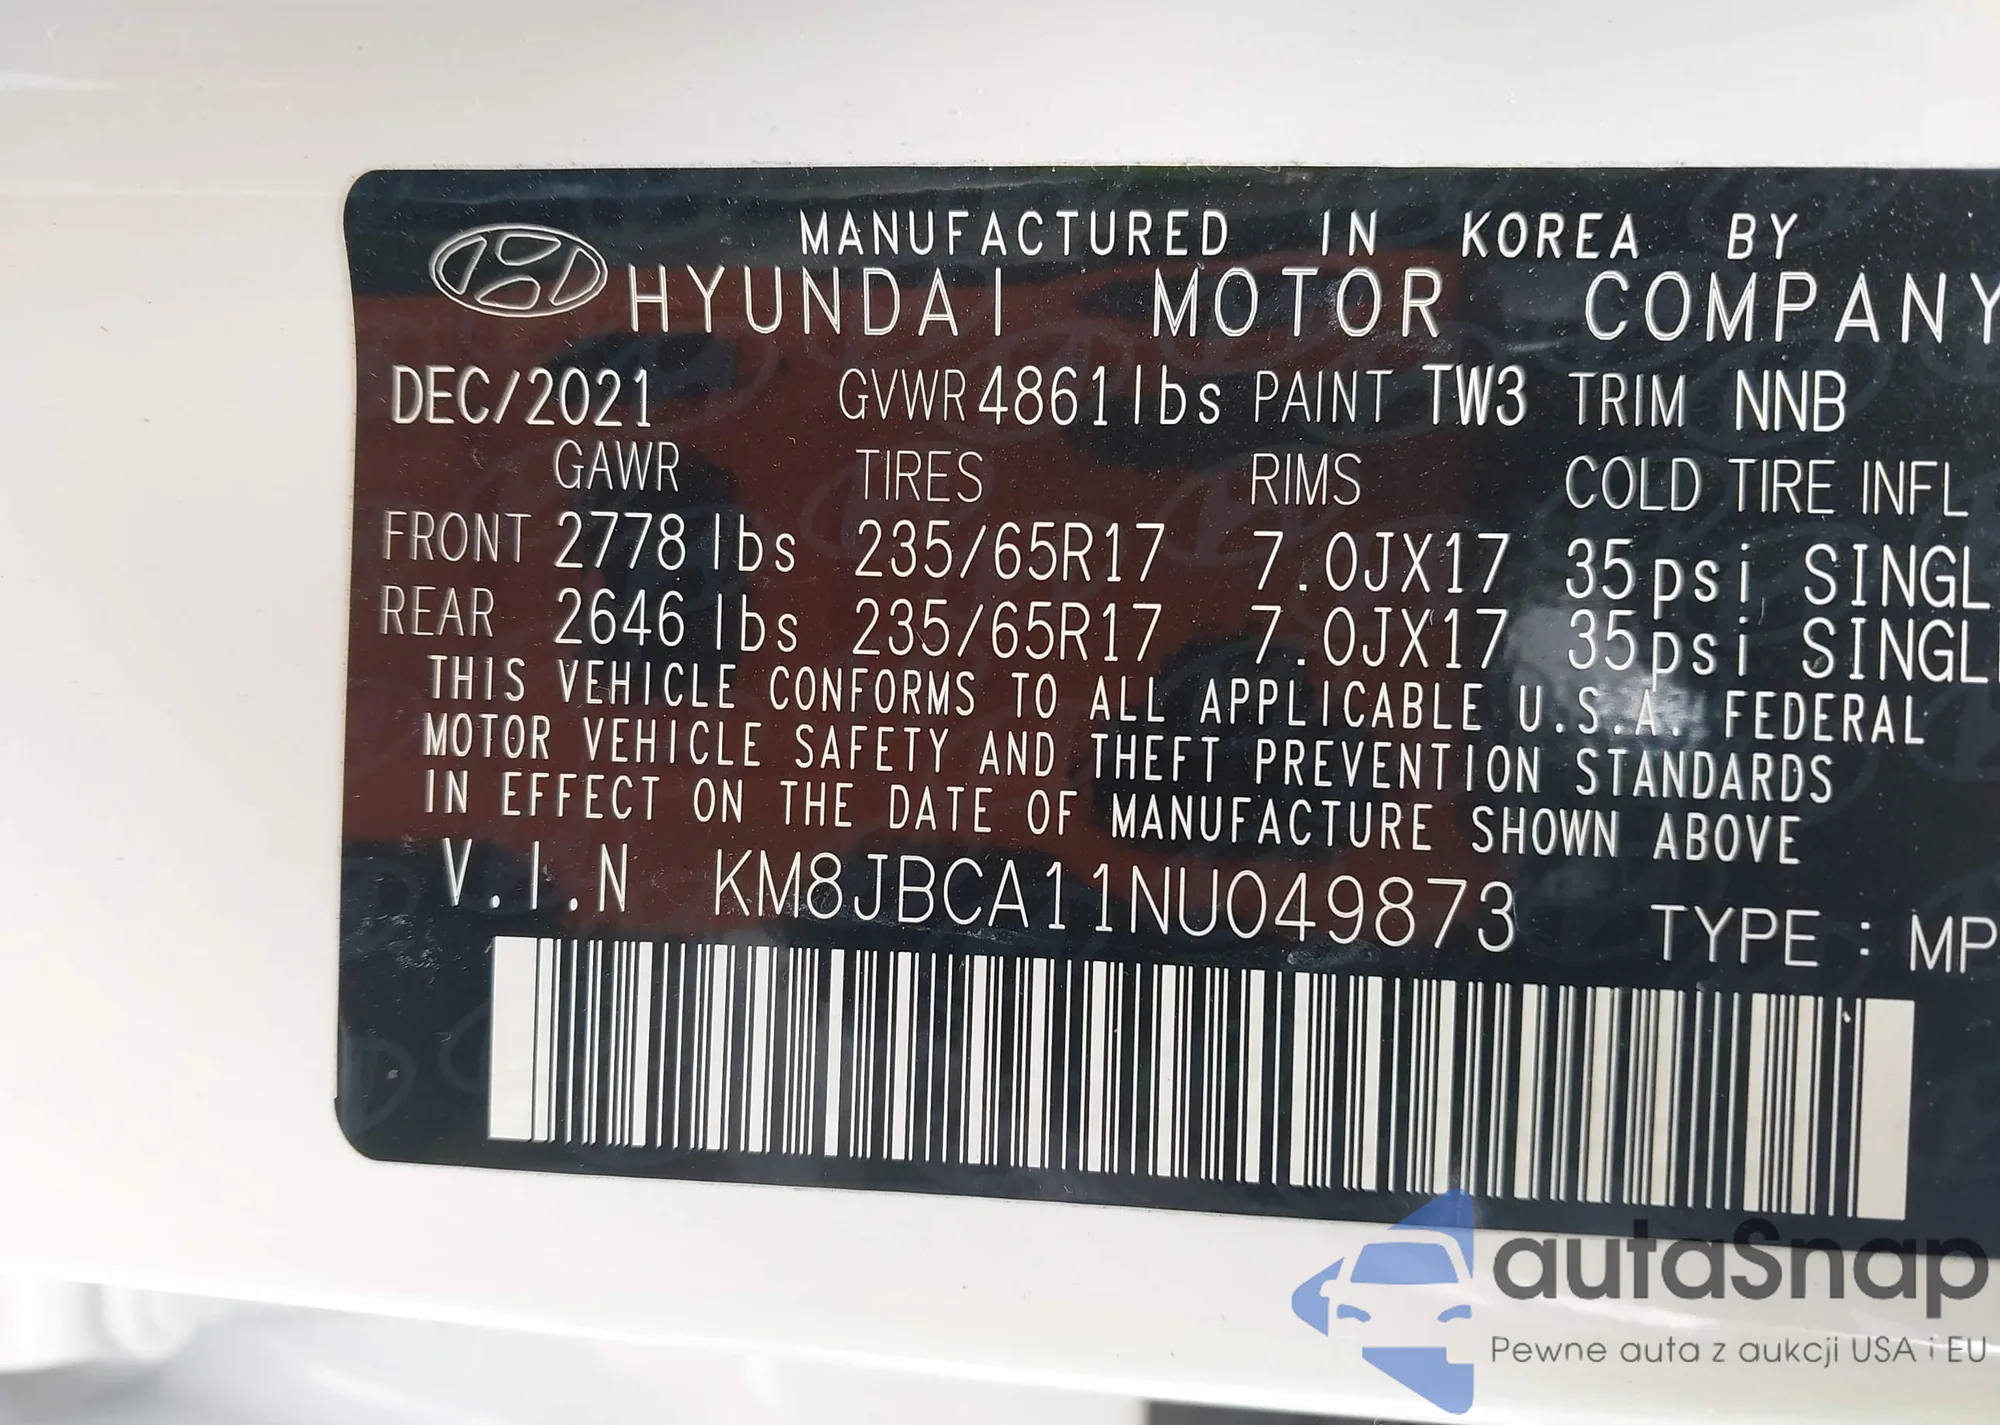 MANUFACTURED IN KOREA BY
HYUNDAI MOTOR COMPANY
DEC/2021 GVWR 4861 lbs PAINT TW3 TRIM NNB
GAWR TIRES RIMS COLD TIRE INFL
FRONT 2778 lbs 235/65R17 7.0JX17 35psi SINGL
REAR 2646 lbs 235/65R17 7.0JX17 35psi SINGL
THIS VEHICLE CONFORMS TO ALL APPLICABLE U.S.A. FEDERAL
MOTOR VEHICLE SAFETY AND THEFT PREVENTION STANDARDS
IN EFFECT ON THE DATE OF MANUFACTURE SHOWN ABOVE
V.I.N KM8JBCA11NU049873
TYPE : MP
autaSnap
Pewne auta z aukcji USA i EU